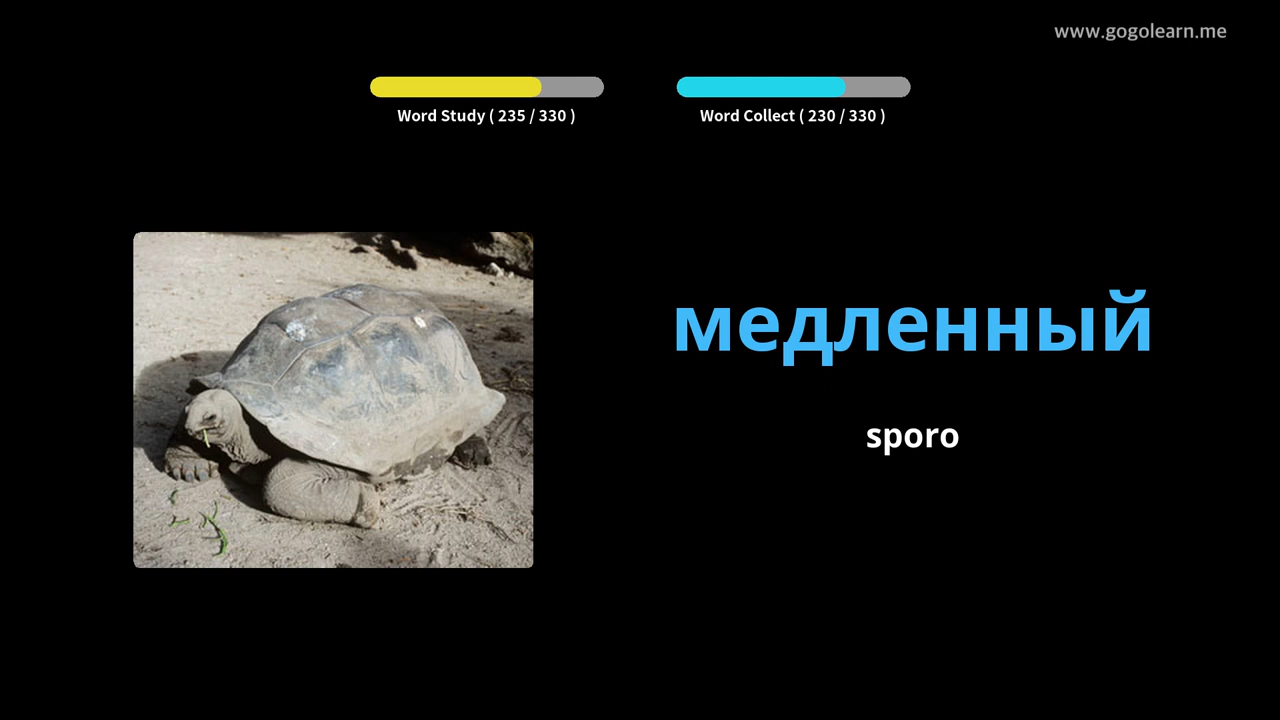 www.gogolearn.me
Word Study ( 235 / 330 )
Word Collect ( 230 / 330 )
медленный
sporo